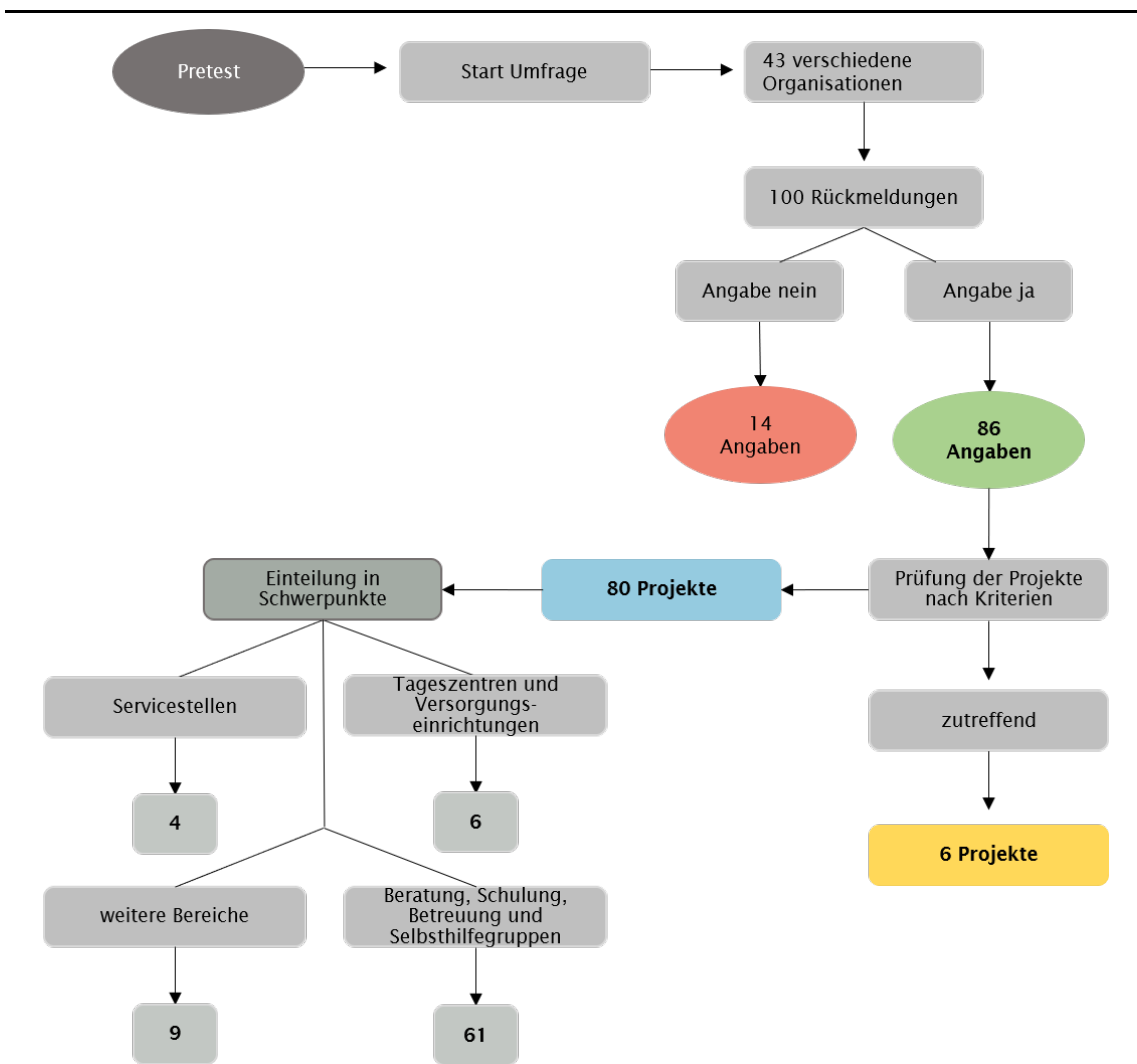 Pretest
Start Umfrage
43 verschiedene
Organisationen
100 Rückmeldungen
Angabe nein
Angabe ja
14
Angaben
86
Angaben
Einteilung in
Schwerpunkte
80 Projekte
Prüfung der Projekte
nach Kriterien
Servicestellen
Tageszentren und
Versorgungs-
einrichtungen
zutreffend
4
6
6 Projekte
weitere Bereiche
Beratung, Schulung,
Betreuung und
Selbsthilfegruppen
9
61